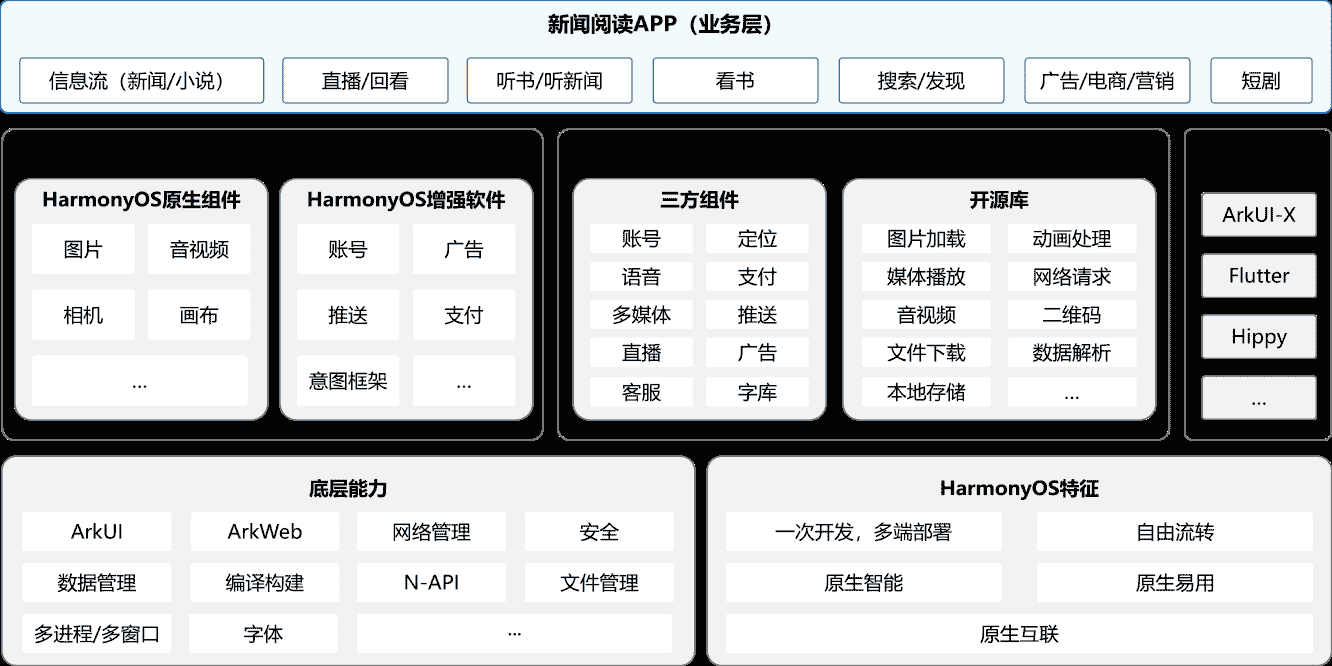 新闻阅读APP（业务层）
信息流（新闻/小说） 直播/回看 听书/听新闻 看书 搜索/发现 广告/电商/营销 短剧
HarmonyOS原生组件
图片 音视频
相机 画布
...
HarmonyOS增强软件
账号 广告
推送 支付
意图框架 ...
三方组件
账号 定位
语音 支付
多媒体 推送
直播 广告
客服 字库
开源库
图片加载 动画处理
媒体播放 网络请求
音视频 二维码
文件下载 数据解析
本地存储 ...
ArkUI-X
Flutter
Hippy
...
底层能力
ArkUI ArkWeb 网络管理 安全
数据管理 编译构建 N-API 文件管理
多进程/多窗口 字体 ...
HarmonyOS特征
一次开发，多端部署 自由流转
原生智能 原生易用
原生互联